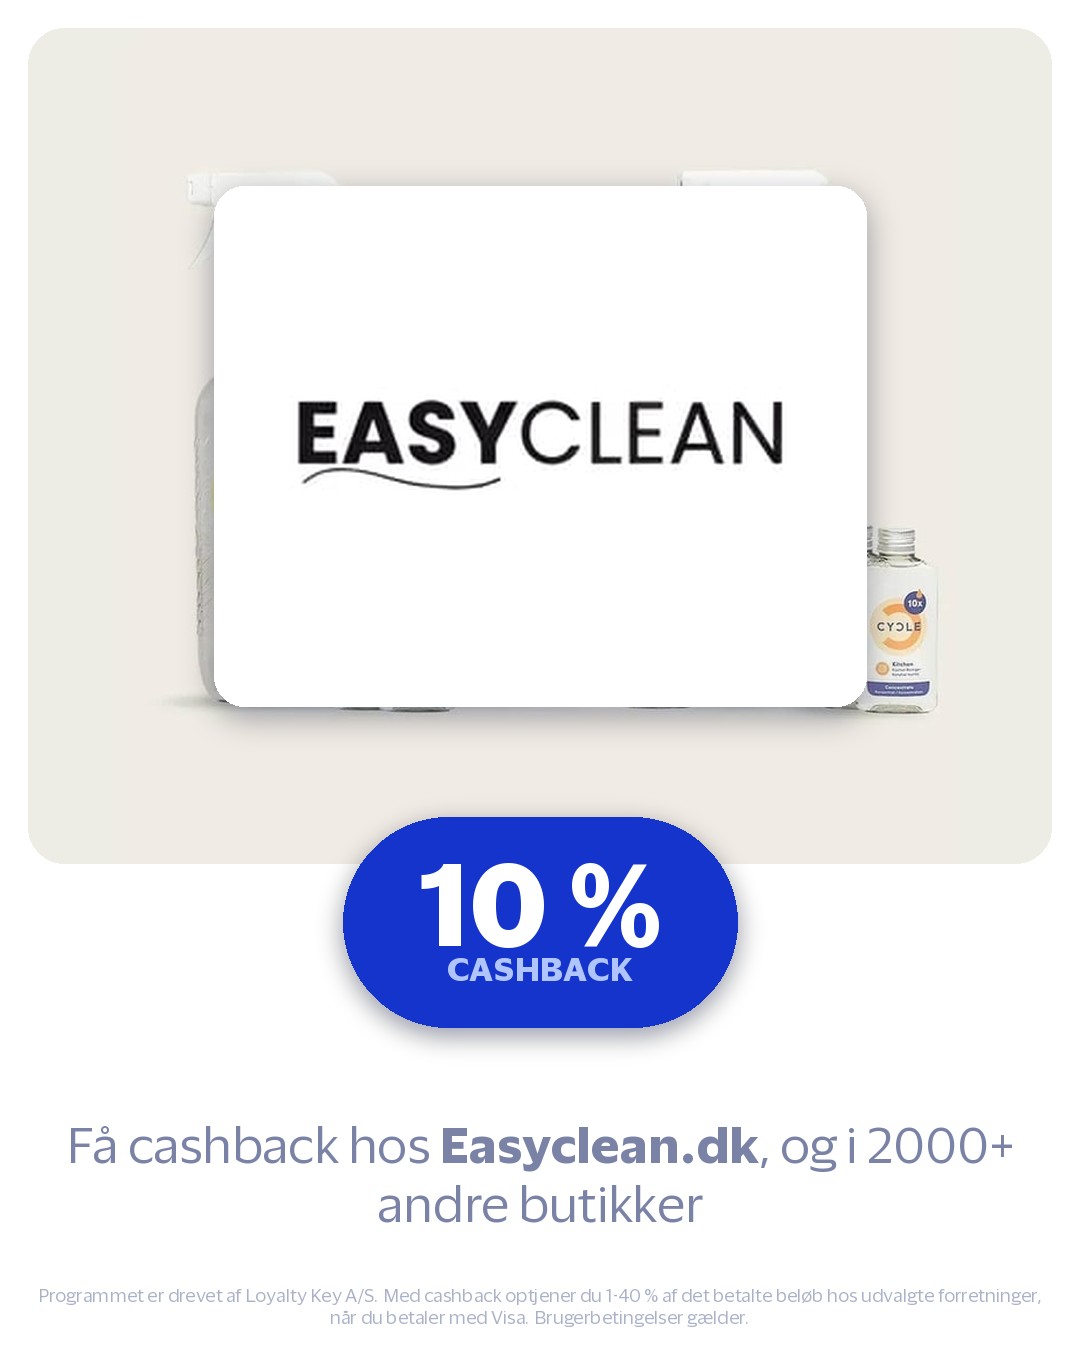 EASYCLEAN
10x
CYCLE
Kitchen
Concentrate
10 %
CASHBACK
Få cashback hos Easyclean.dk, og i 2000+
andre butikker
Programmet er drevet af Loyalty Key A/S. Med cashback optjener du 1-40 % af det betalte beløb hos udvalgte forretninger,
når du betaler med Visa. Brugerbetingelser gælder.